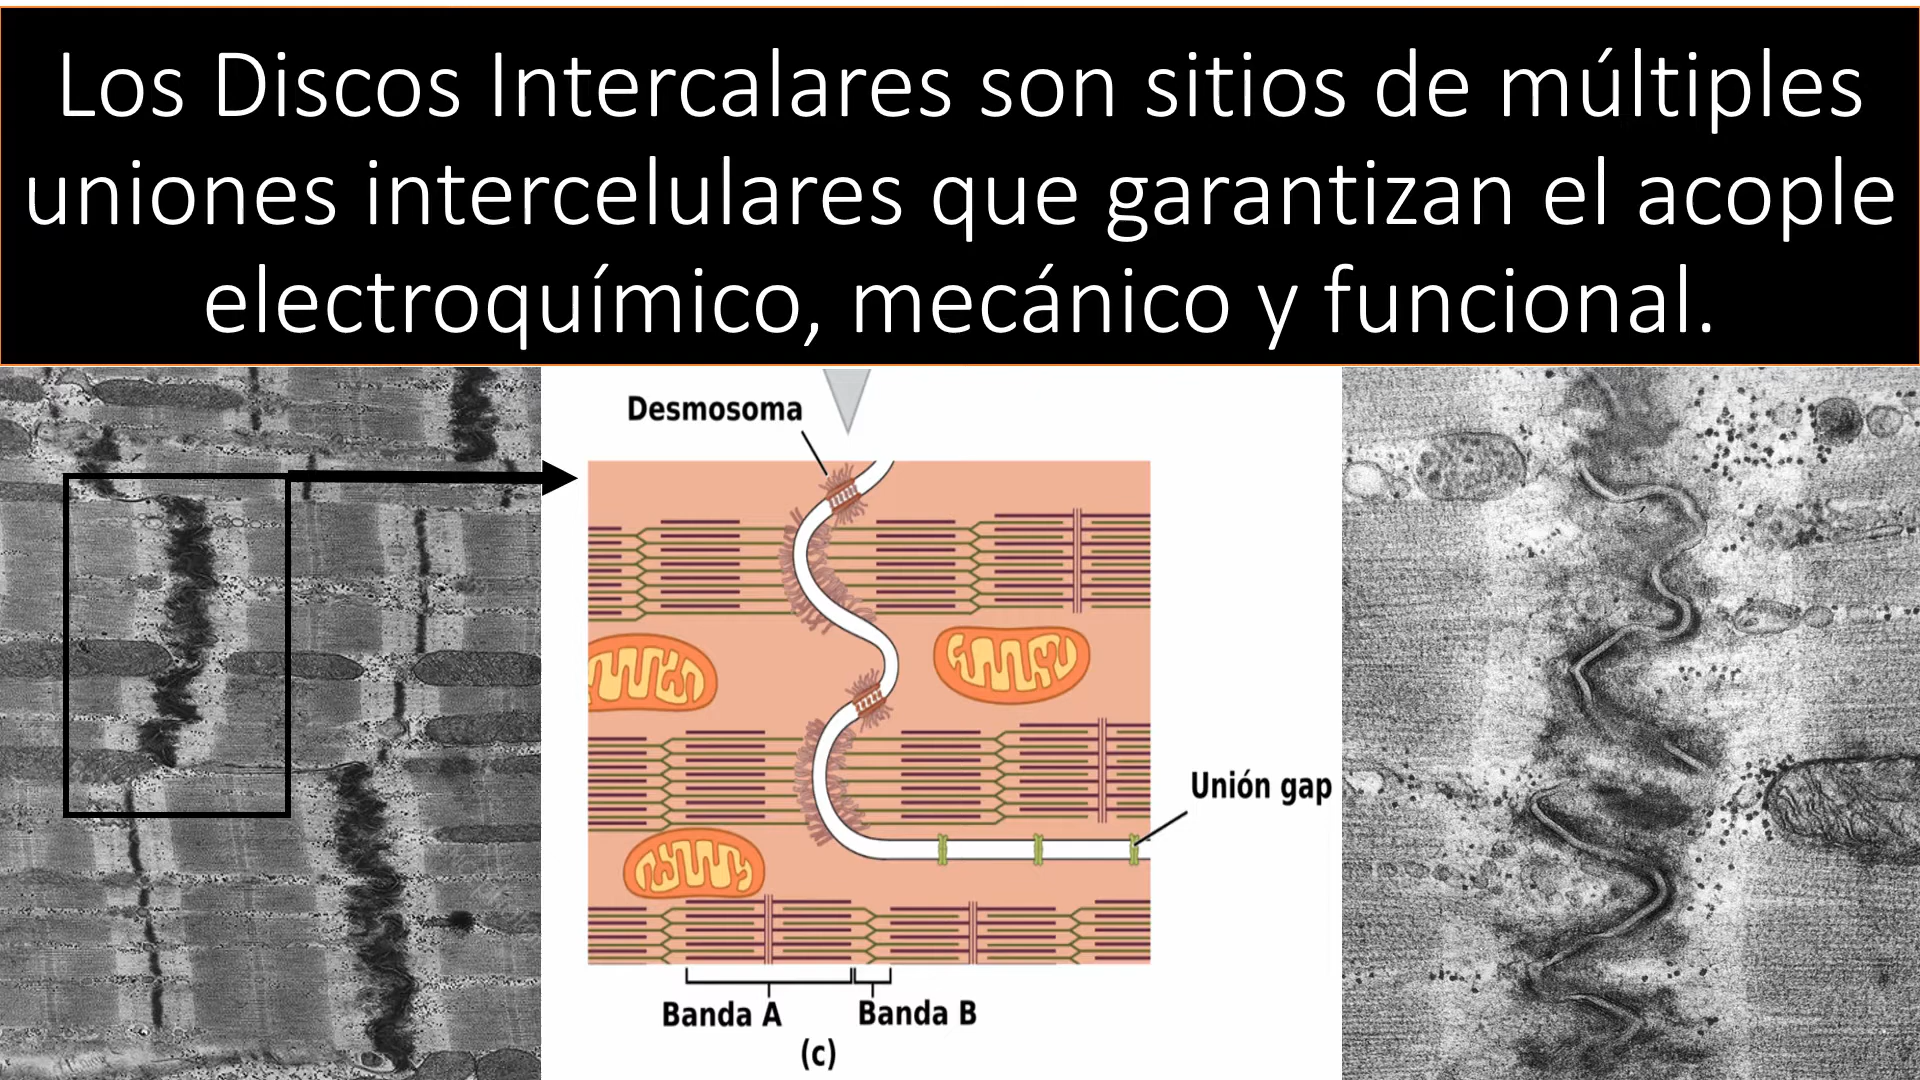 Los Discos Intercalares son sitios de múltiples
uniones intercelulares que garantizan el acople
electroquímico, mecánico y funcional.
Desmosoma
Unión gap
Banda A
Banda B
(c)